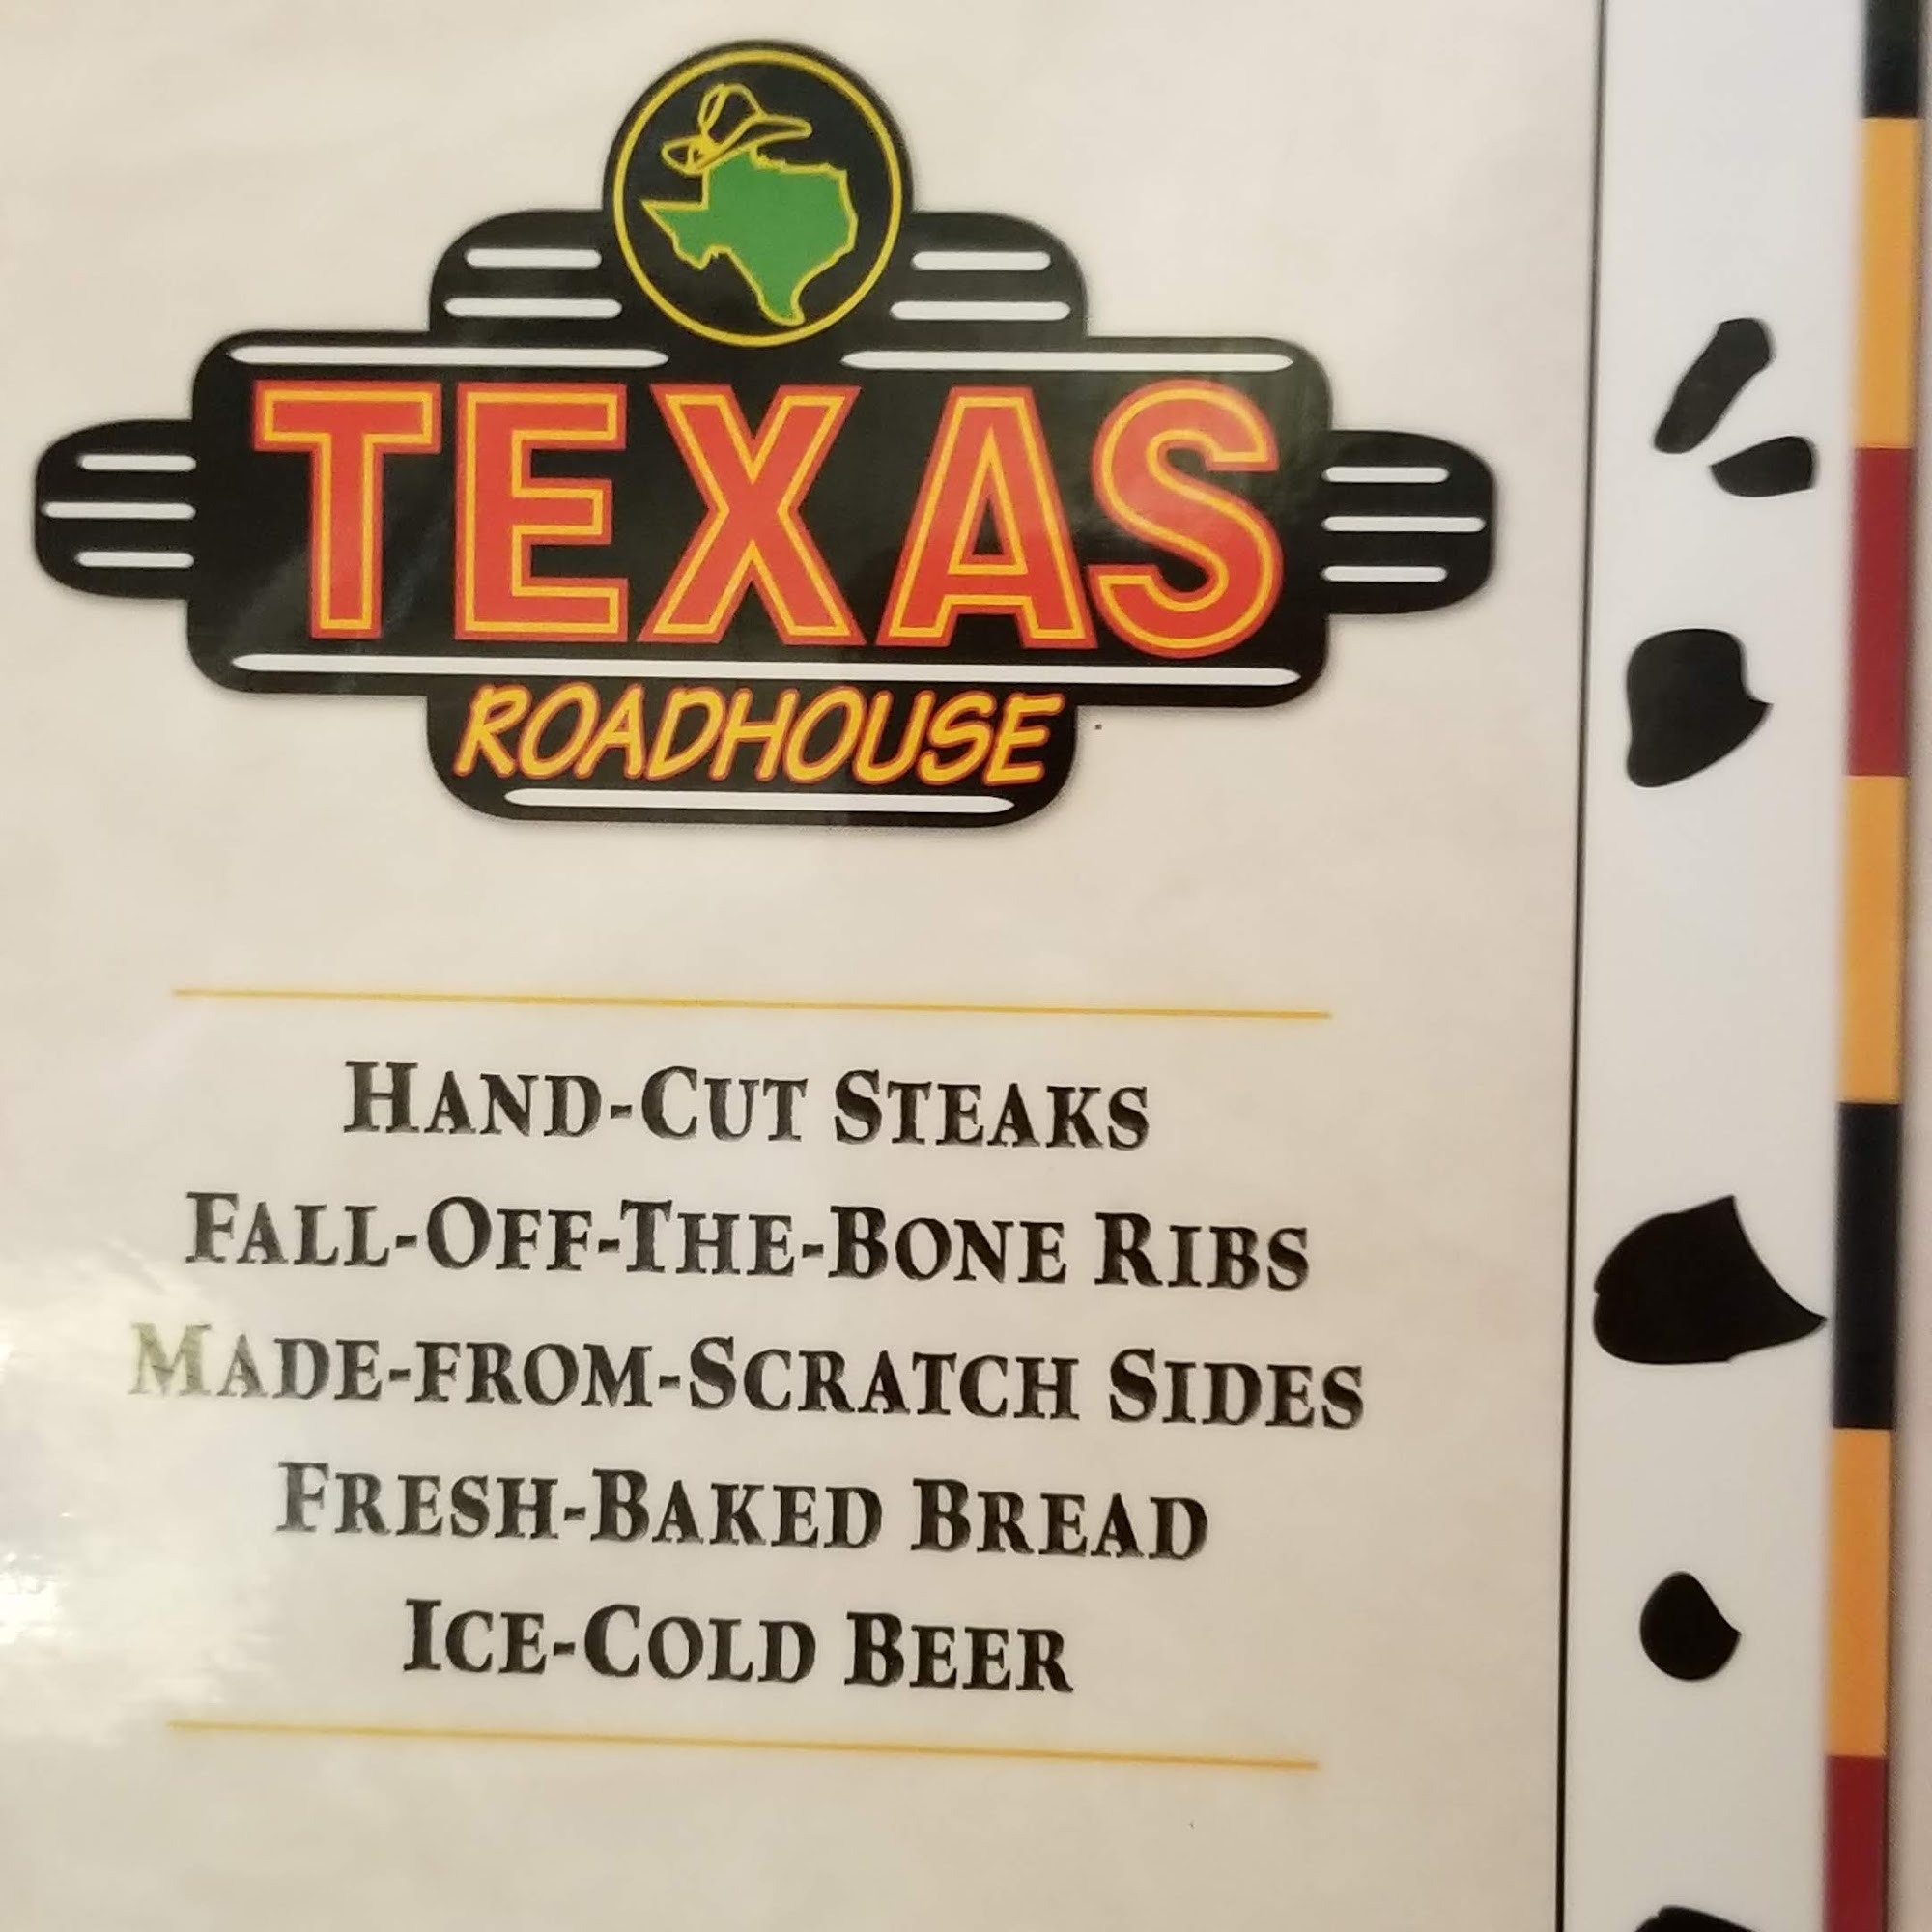 TEXAS
ROADHOUSE
HAND-CUT STEAKS
FALL-OFF-THE-BONE RIBS
MADE-FROM-SCRATCH SIDES
FRESH-BAKED BREAD
ICE-COLD BEER